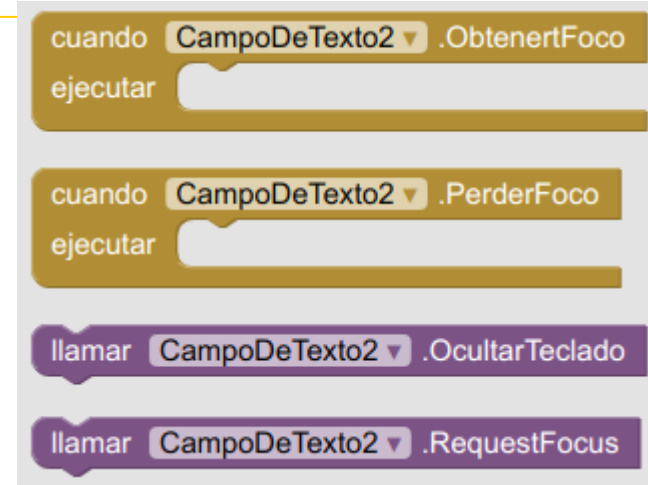 cuando CampoDeTexto2 .ObtenertFoco
ejecutar
cuando CampoDeTexto2 .PerderFoco
ejecutar
llamar CampoDeTexto2 .OcultarTeclado
llamar CampoDeTexto2 .RequestFocus